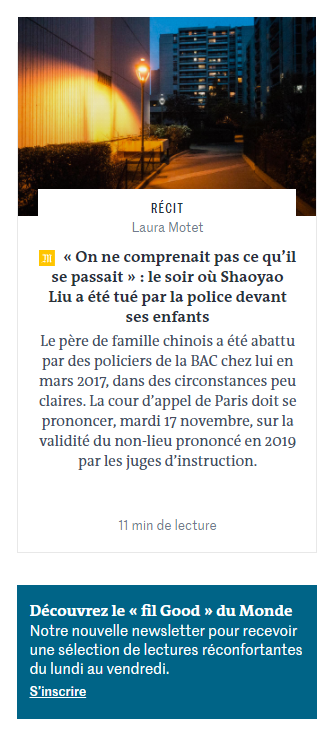 RÉCIT
Laura Motet
« On ne comprenait pas ce qu’il
se passait » : le soir où Shaoyao
Liu a été tué par la police devant
ses enfants
Le père de famille chinois a été abattu
par des policiers de la BAC chez lui en
mars 2017, dans des circonstances peu
claires. La cour d’appel de Paris doit se
prononcer, mardi 17 novembre, sur la
validité du non-lieu prononcé en 2019
par les juges d’instruction.
11 min de lecture
Découvrez le « fil Good » du Monde
Notre nouvelle newsletter pour recevoir
une sélection de lectures réconfortantes
du lundi au vendredi.
S’inscrire